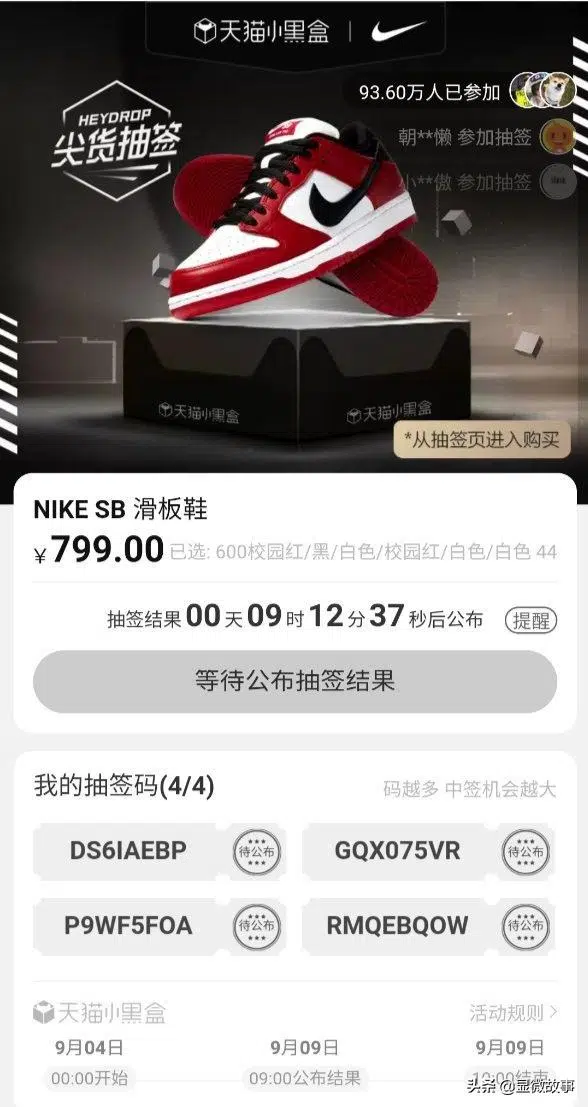 天猫小黑盒
93.60万人已参加
HEYDROP
尖货抽签
朝**懒 参加抽签
小**傲 参加抽签
天猫小黑盒
天猫小黑盒
*从抽签页进入购买
NIKE SB 滑板鞋
¥799.00 已选: 600校园红/黑/白色/校园红/白色/白色 44
抽签结果00天09时12分37秒后公布 提醒
等待公布抽签结果
我的抽签码(4/4) 码越多 中签机会越大
DS6IAEBP 待公布 GQX075VR 待公布
P9WF5FOA 待公布 RMQEBQOW 待公布
天猫小黑盒 活动规则
9月04日 9月09日 9月09日
00:00开始 09:00公布结果
头条 @显微故事